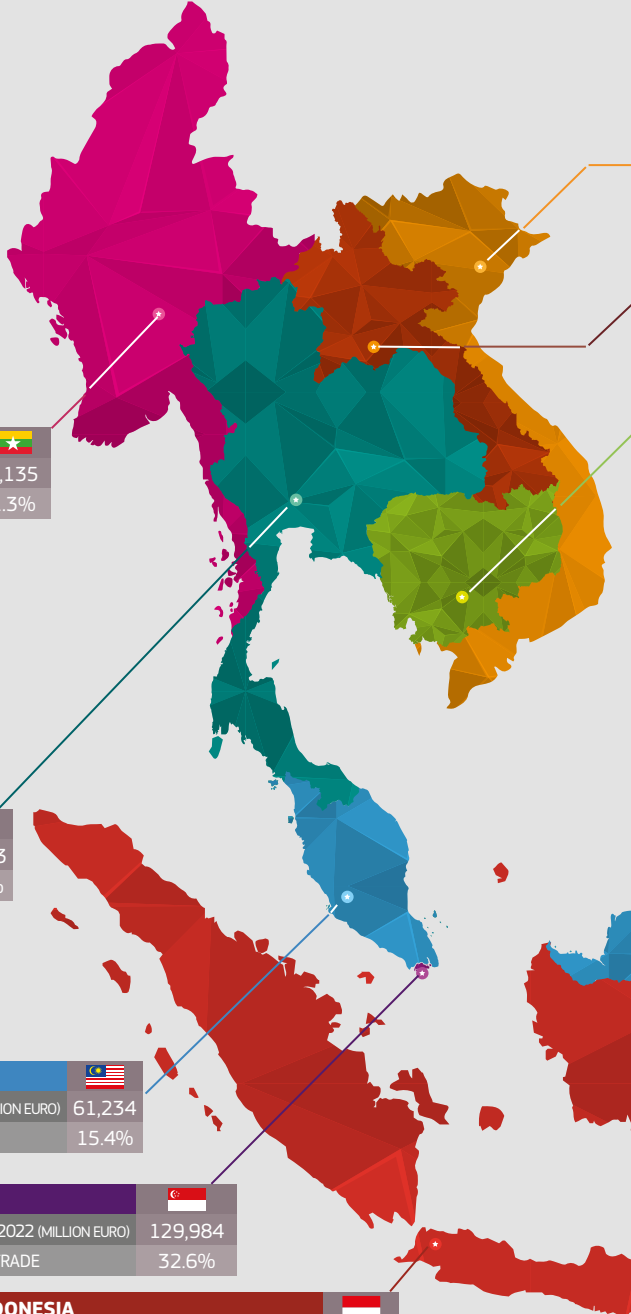 ,135
.3%
3
%
ION EURO) 61,234
15.4%
2022 (MILLION EURO) 129,984
RADE 32.6%
DONESIA